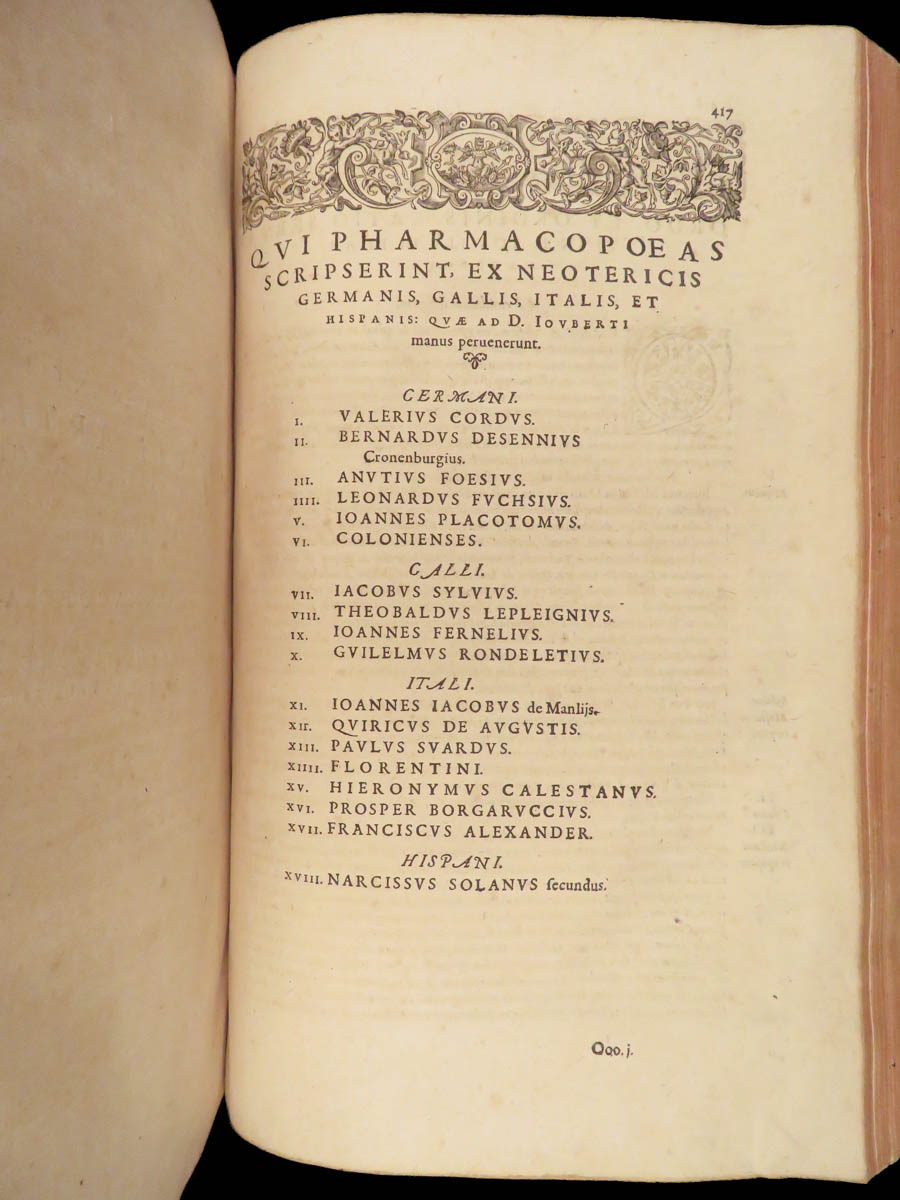 417
QVI PHARMACOPOEAS
SCRIPSERINT, EX NEOTERICIS
GERMANIS, GALLIS, ITALIS, ET
HISPANIS: QVÆ AD D. IOVBERTI
manus peruenerunt.
GERMANI.
I. VALERIVS CORDVS.
II. BERNARDVS DESENNIVS
Cronenburgius.
III. ANVTIVS FOESIVS.
IIII. LEONARDVS FVCHSIVS.
V. IOANNES PLACOTOMVS.
VI. COLONIENSES.
GALLI.
VII. IACOBVS SYLVIVS.
VIII. THEOBALDVS LEPLEIGNIVS.
IX. IOANNES FERNELIVS.
X. GVILELMVS RONDELETIVS.
ITALI.
XI. IOANNES IACOBVS de Manlijs.
XII. QVIRICVS DE AVGVSTIS.
XIII. PAVLVS SVARDVS.
XIIII. FLORENTINI.
XV. HIERONYMVS CALESTANVS.
XVI. PROSPER BORGARVCCIVS.
XVII. FRANCISCVS ALEXANDER.
HISPANI.
XVIII. NARCISSVS SOLANVS ſecundus.
Oqo. j.